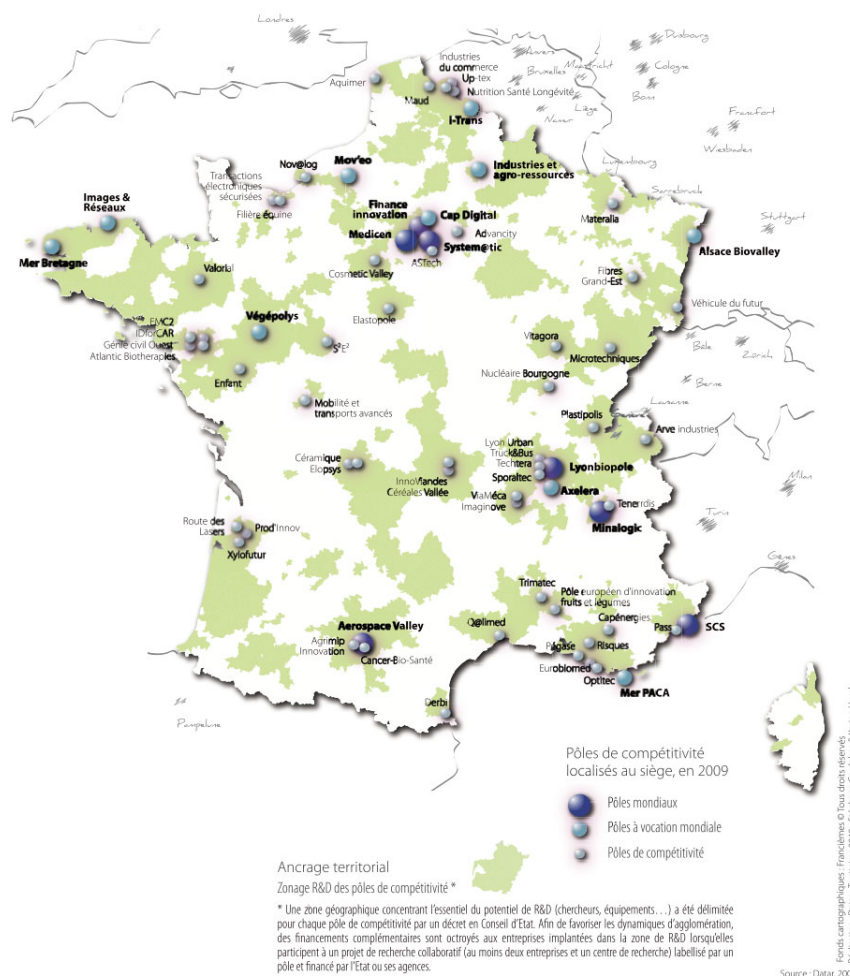 Londres
Duisbourg
Anvers
Bruxelles
Maastricht
Cologne
Bonn
Liège
Namur
Francfort
Wiesbaden
Luxembourg
Sarrebruck
Stuttgart
Industries
du commerce
Up-tex
Aquimer
Maud
Nutrition Santé Longévité
I-Trans
Nov@log
Mov'eo
Industries et
agro-ressources
Transactions
électroniques
sécurisées
Filière équine
Images &
Réseaux
Finance
innovation
Cap Digital
Medicen
Advancity
System@tic
ASTech
Materalia
Alsace Biovalley
Mer Bretagne
Valorial
Cosmetic Valley
Fibres
Grand-Est
Elastopole
Véhicule du futur
EMC2
IDforCAR
Génie civil Ouest
Atlantic Biotherapies
Végépolys
S²E²
Vitagora
Microtechniques
Bâle
Zürich
Enfant
Nucléaire Bourgogne
Berne
Mobilité et
transports avancés
Lausanne
Plastipolis
Genève
Arve industries
Céramique
Elopsys
InnoViandes
Céréales Vallée
Lyon Urban
Truck&Bus
Techtera
Sporaltec
Lyonbiopole
Axelera
ViaMéca
Imaginove
Tenerrdis
Minalogic
Milan
Turin
Gênes
Route des
Lasers
Prod'Innov
Xylofutur
Trimatec
Pôle européen d'innovation
fruits et légumes
Aerospace Valley
Agrimip
Innovation
Cancer-Bio-Santé
Q@limed
Capénergies
Pass
SCS
Pégase
Risques
Eurobiomed
Optitec
Mer PACA
Derbi
Pampelune
Pôles de compétitivité
localisés au siège, en 2009
Pôles mondiaux
Pôles à vocation mondiale
Pôles de compétitivité
Ancrage territorial
Zonage R&D des pôles de compétitivité *
* Une zone géographique concentrant l'essentiel du potentiel de R&D (chercheurs, équipements…) a été délimitée
pour chaque pôle de compétitivité par un décret en Conseil d'Etat. Afin de favoriser les dynamiques d'agglomération,
des financements complémentaires sont octroyés aux entreprises implantées dans la zone de R&D lorsqu'elles
participent à un projet de recherche collaboratif (au moins deux entreprises et un centre de recherche) labellisé par un
pôle et financé par l'Etat ou ses agences.
Fonds cartographiques : Francièmes © Tous droits réservés
Source : Datar, 200